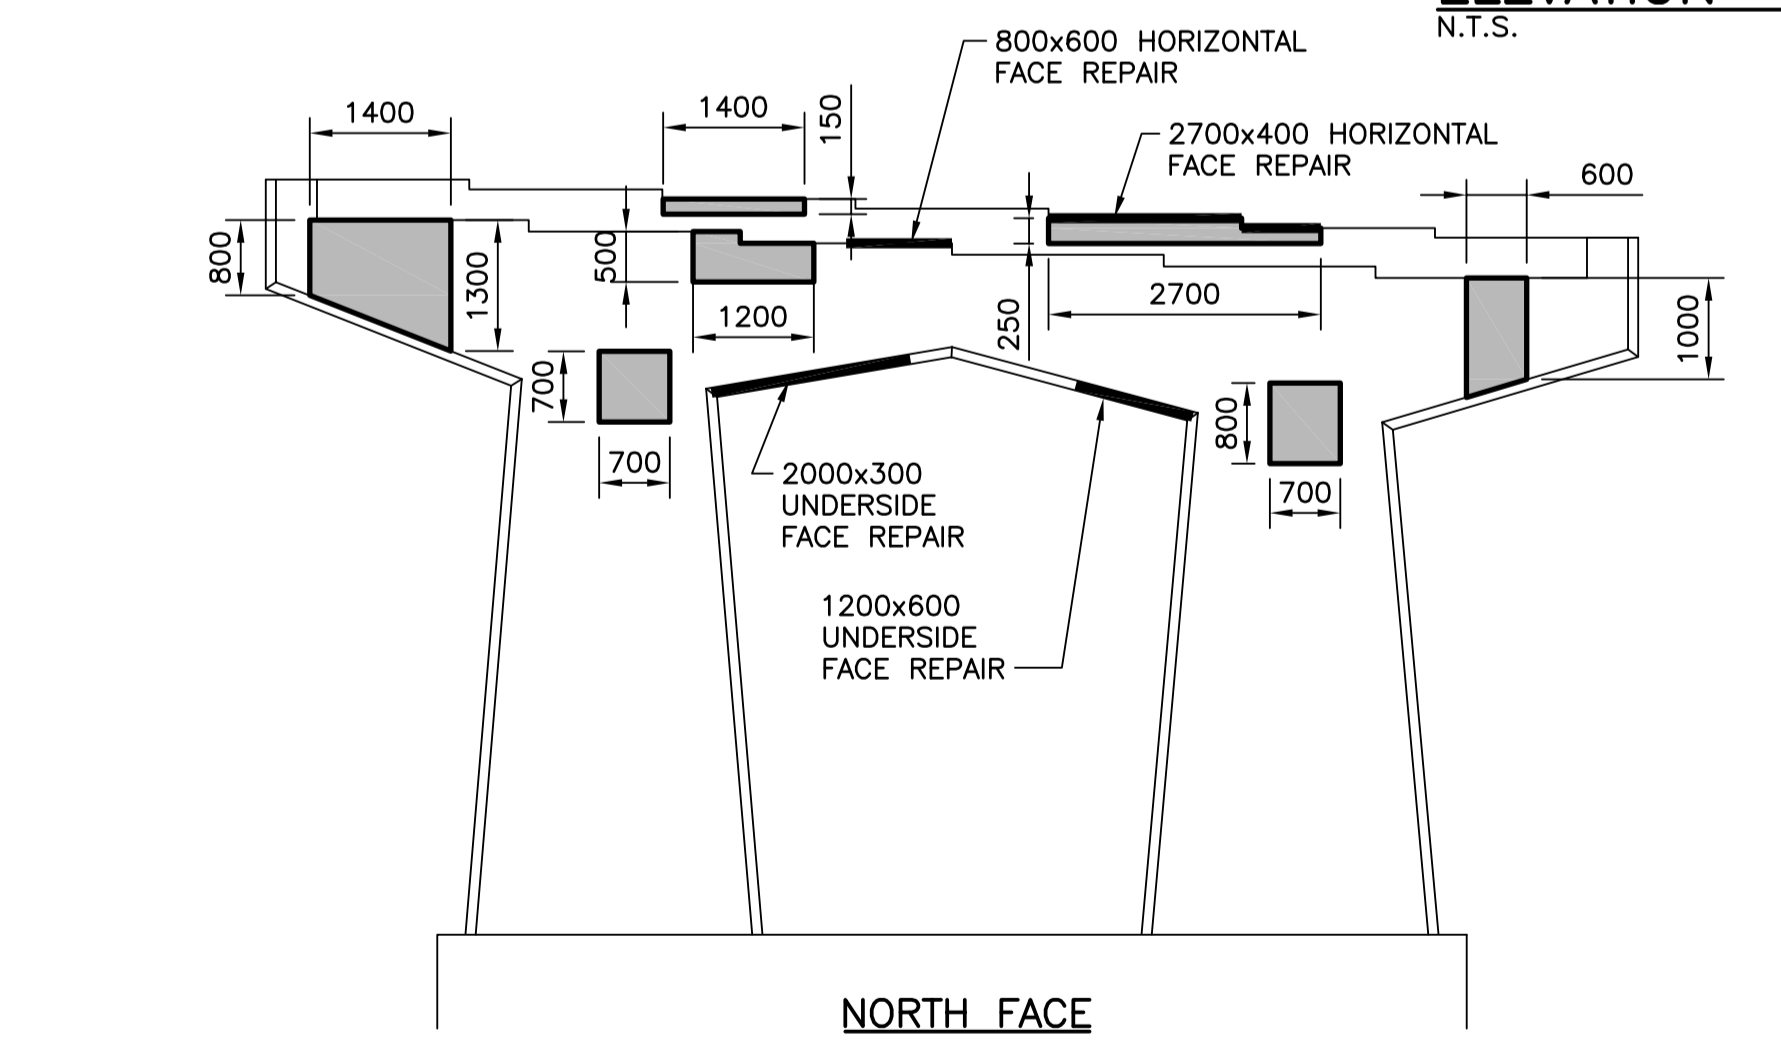 N.T.S.
800x600 HORIZONTAL
FACE REPAIR
1400
1400
150
2700x400 HORIZONTAL
FACE REPAIR
600
800
1300
500
1200
250
2700
1000
700
700
2000x300
UNDERSIDE
FACE REPAIR
800
700
1200x600
UNDERSIDE
FACE REPAIR
NORTH FACE